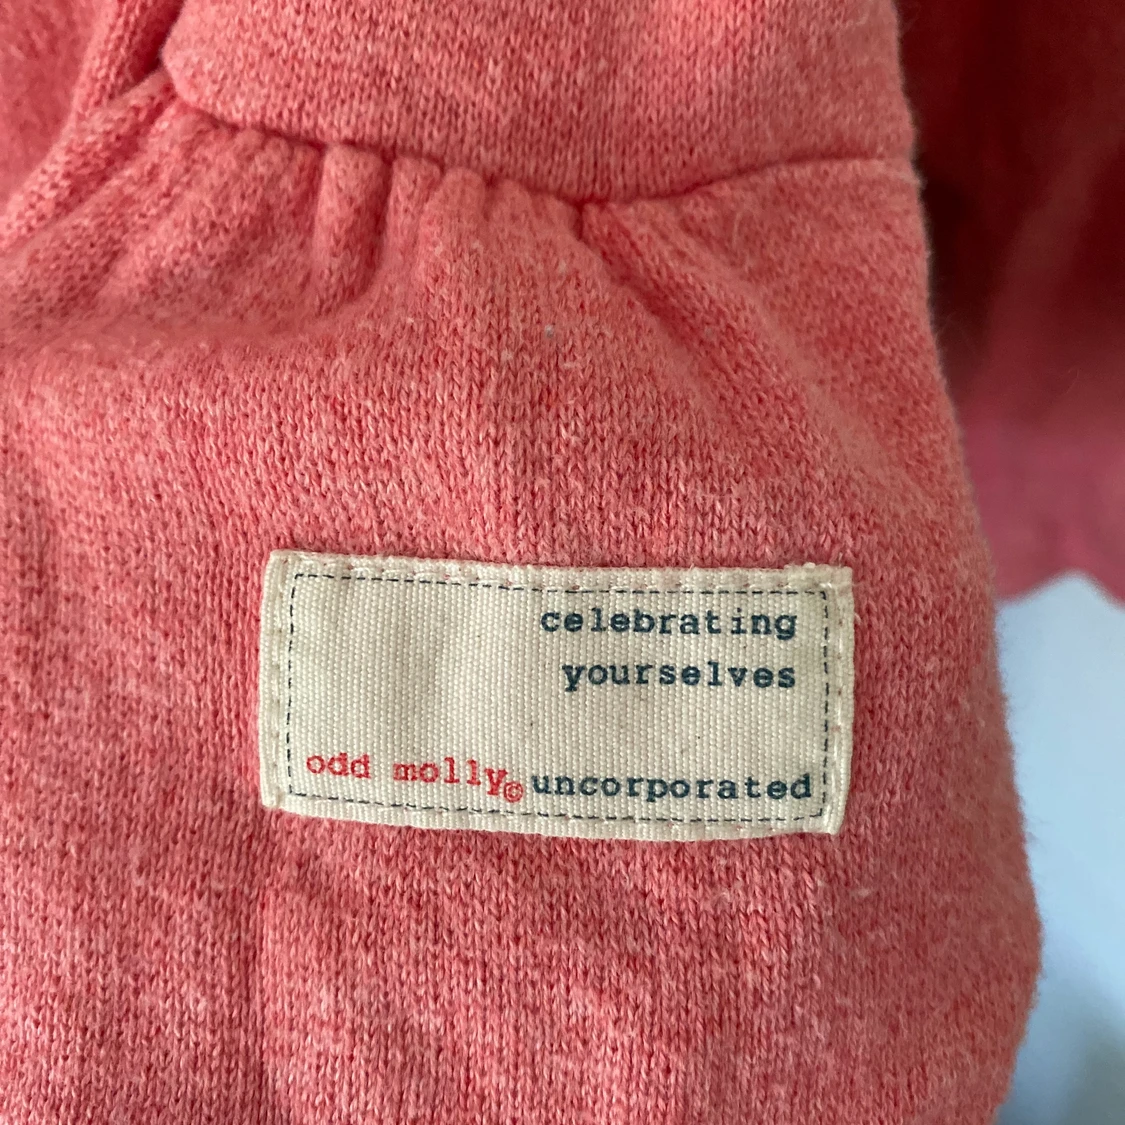 celebrating
yourselves
odd molly© uncorporated